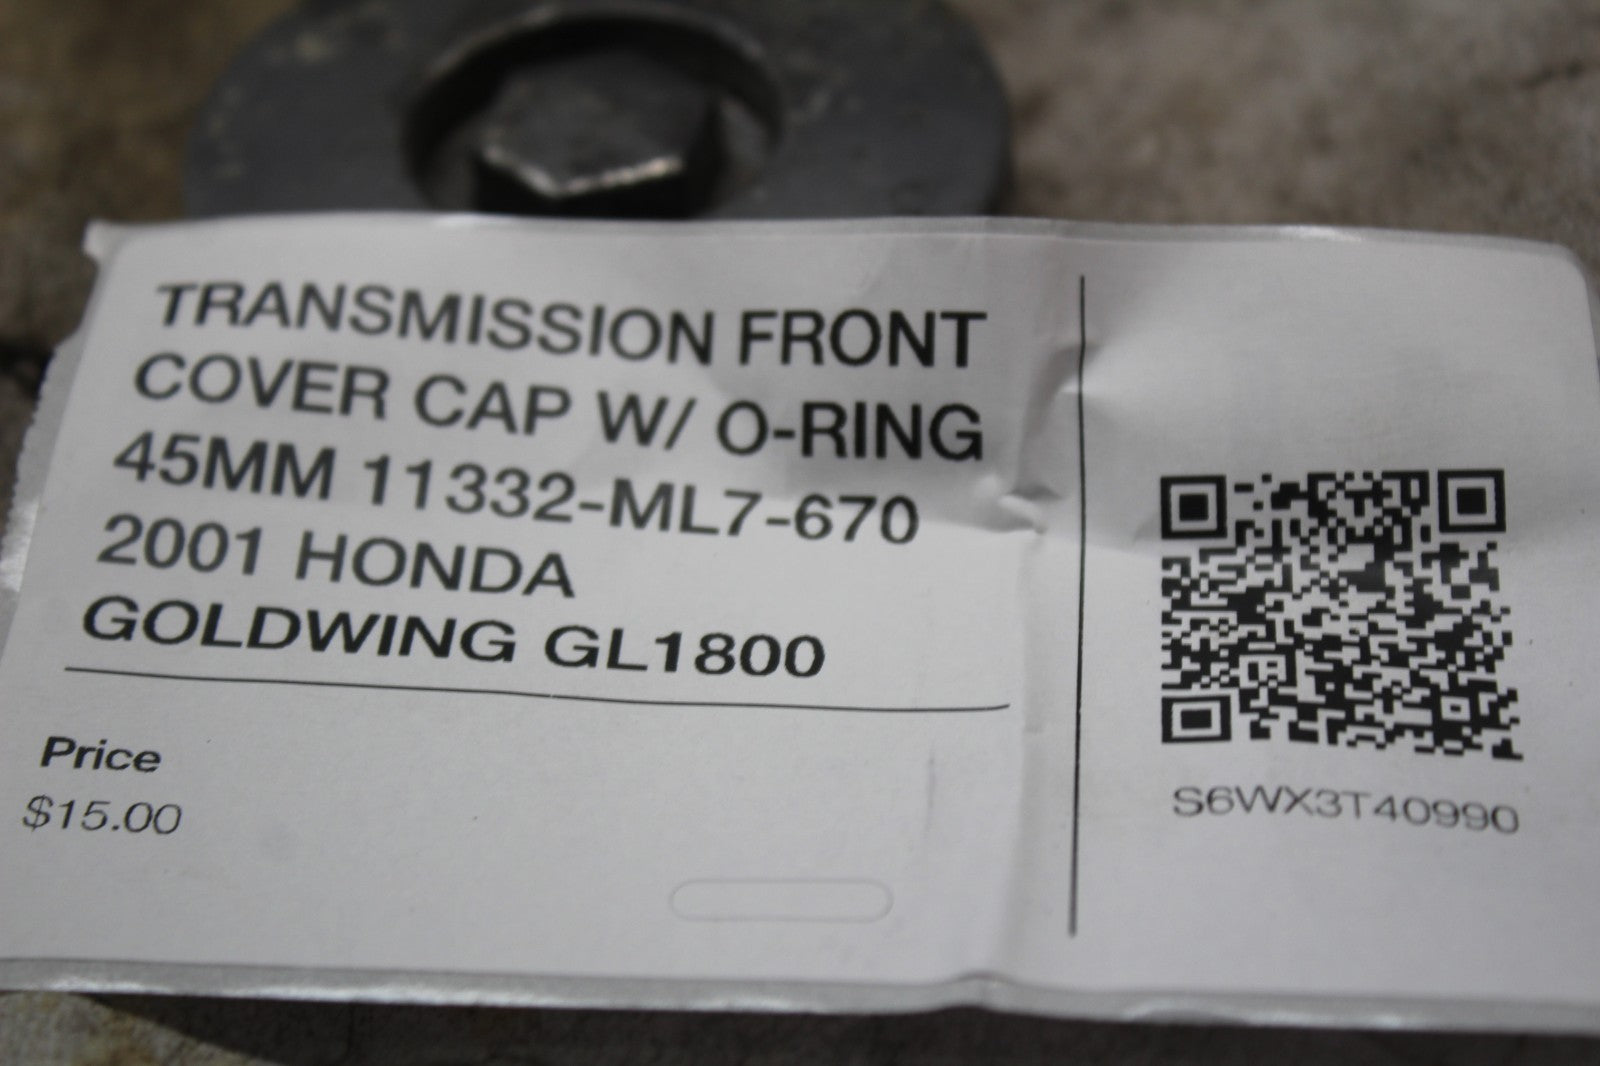 TRANSMISSION FRONT
COVER CAP W/ O-RING
45MM 11332-ML7-670
2001 HONDA
GOLDWING GL1800
Price
$15.00
S6WX3T40990